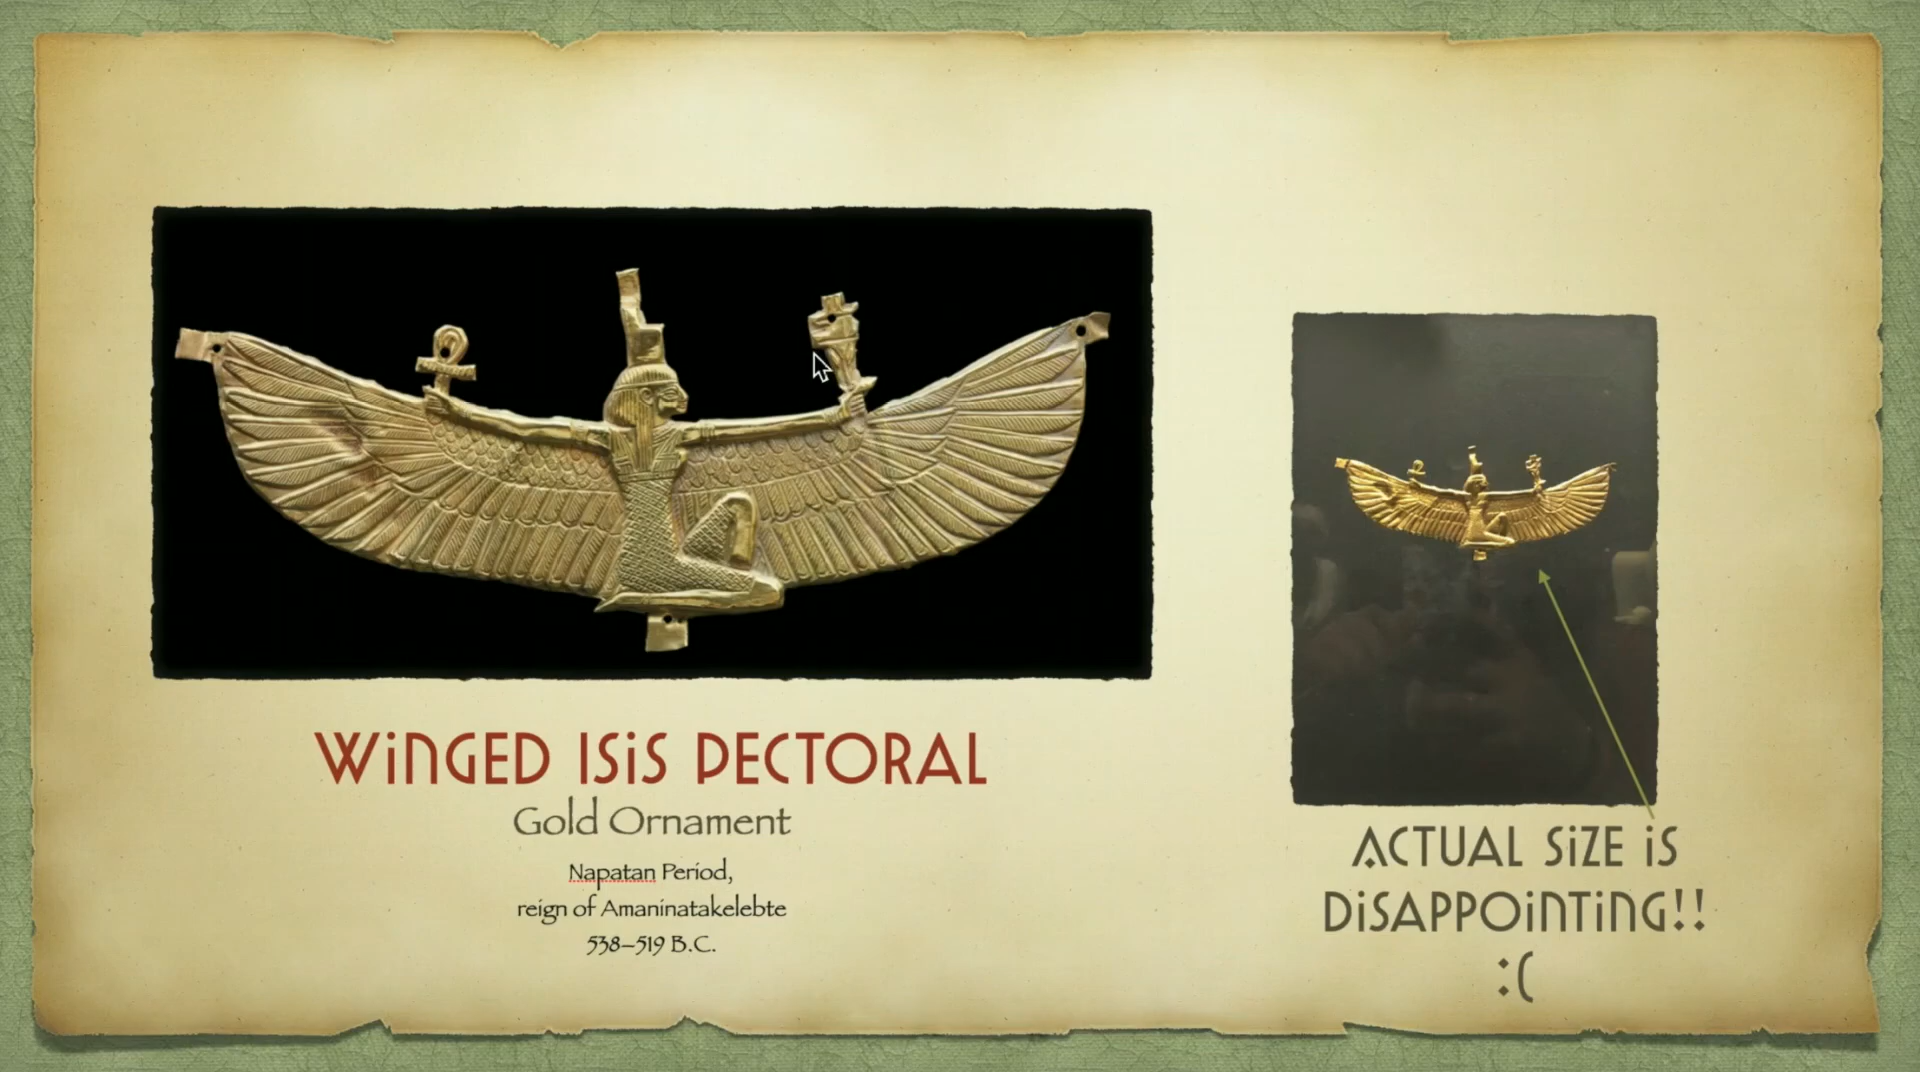 WiNGED ISiS PECTORAL
Gold Ornament
Napatan Period,
reign of Amaninatakelebte
538–519 B.C.
ACTUAL SiZE iS
DiSAPPOiNTiNG!!
:(